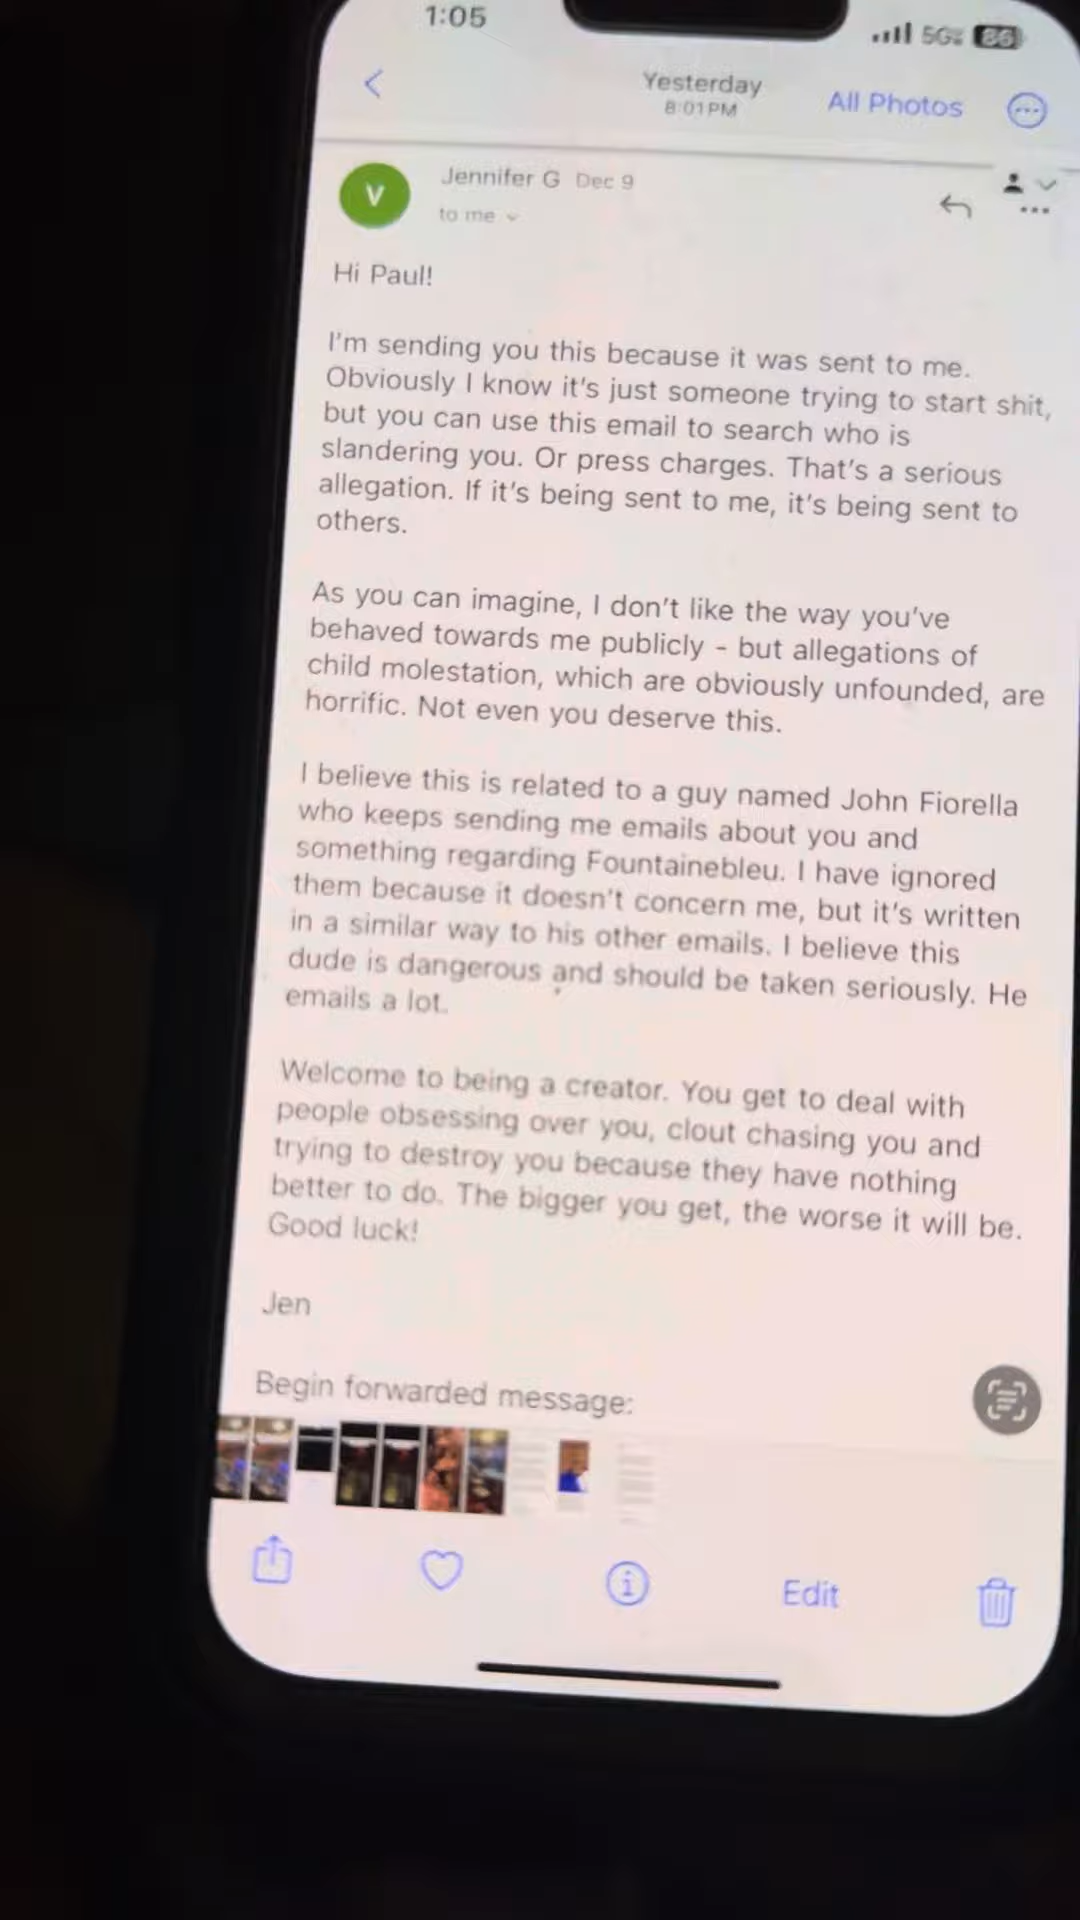 1:05
5G 86
Yesterday
8:01 PM
All Photos
V
Jennifer G Dec 9
to me
Hi Paul!
I'm sending you this because it was sent to me.
Obviously I know it's just someone trying to start shit,
but you can use this email to search who is
slandering you. Or press charges. That's a serious
allegation. If it's being sent to me, it's being sent to
others.
As you can imagine, I don't like the way you've
behaved towards me publicly - but allegations of
child molestation, which are obviously unfounded, are
horrific. Not even you deserve this.
I believe this is related to a guy named John Fiorella
who keeps sending me emails about you and
something regarding Fountainebleu. I have ignored
them because it doesn't concern me, but it's written
in a similar way to his other emails. I believe this
dude is dangerous and should be taken seriously. He
emails a lot.
Welcome to being a creator. You get to deal with
people obsessing over you, clout chasing you and
trying to destroy you because they have nothing
better to do. The bigger you get, the worse it will be.
Good luck!
Jen
Begin forwarded message:
Edit